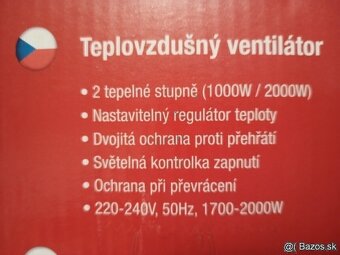 Teplovzdušný ventilátor
• 2 tepelné stupně (1000W / 2000W)
• Nastavitelný regulátor teploty
• Dvojitá ochrana proti přehřátí
• Světelná kontrolka zapnutí
• Ochrana při převrácení
• 220-240V, 50Hz, 1700-2000W
@( Bazos.sk